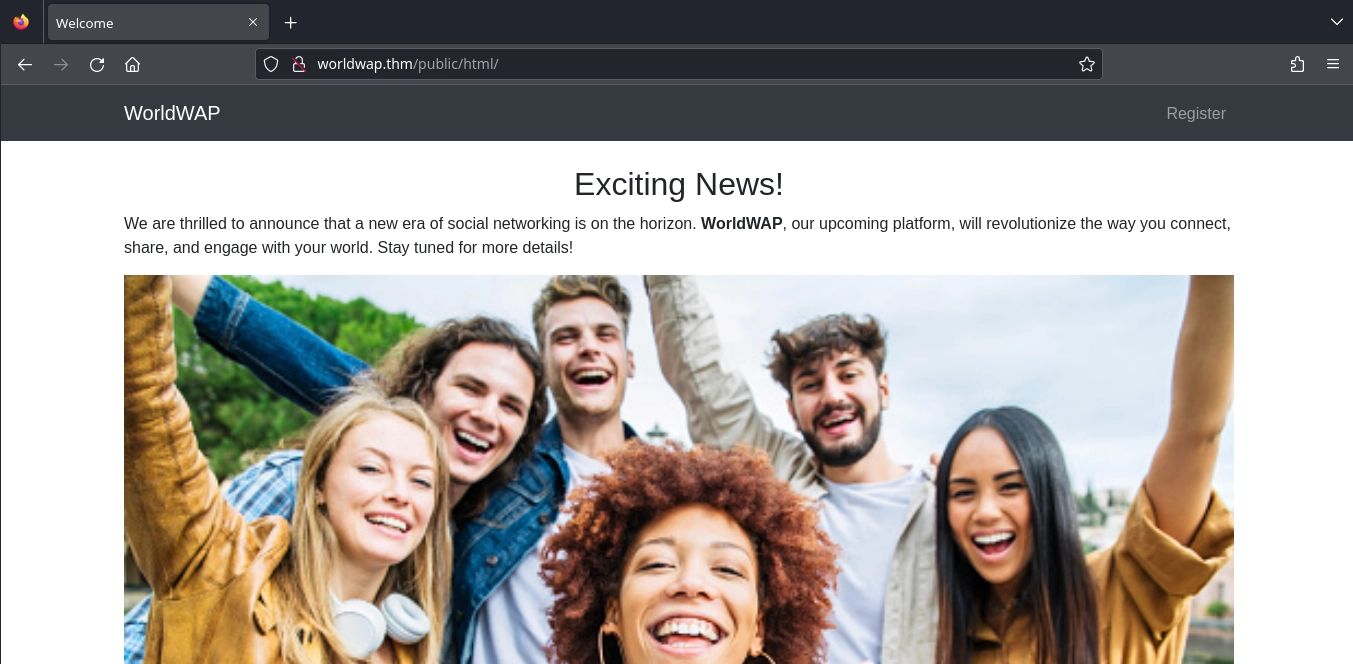 Welcome
worldwap.thm/public/html/
WorldWAP
Register
Exciting News!
We are thrilled to announce that a new era of social networking is on the horizon. WorldWAP, our upcoming platform, will revolutionize the way you connect,
share, and engage with your world. Stay tuned for more details!